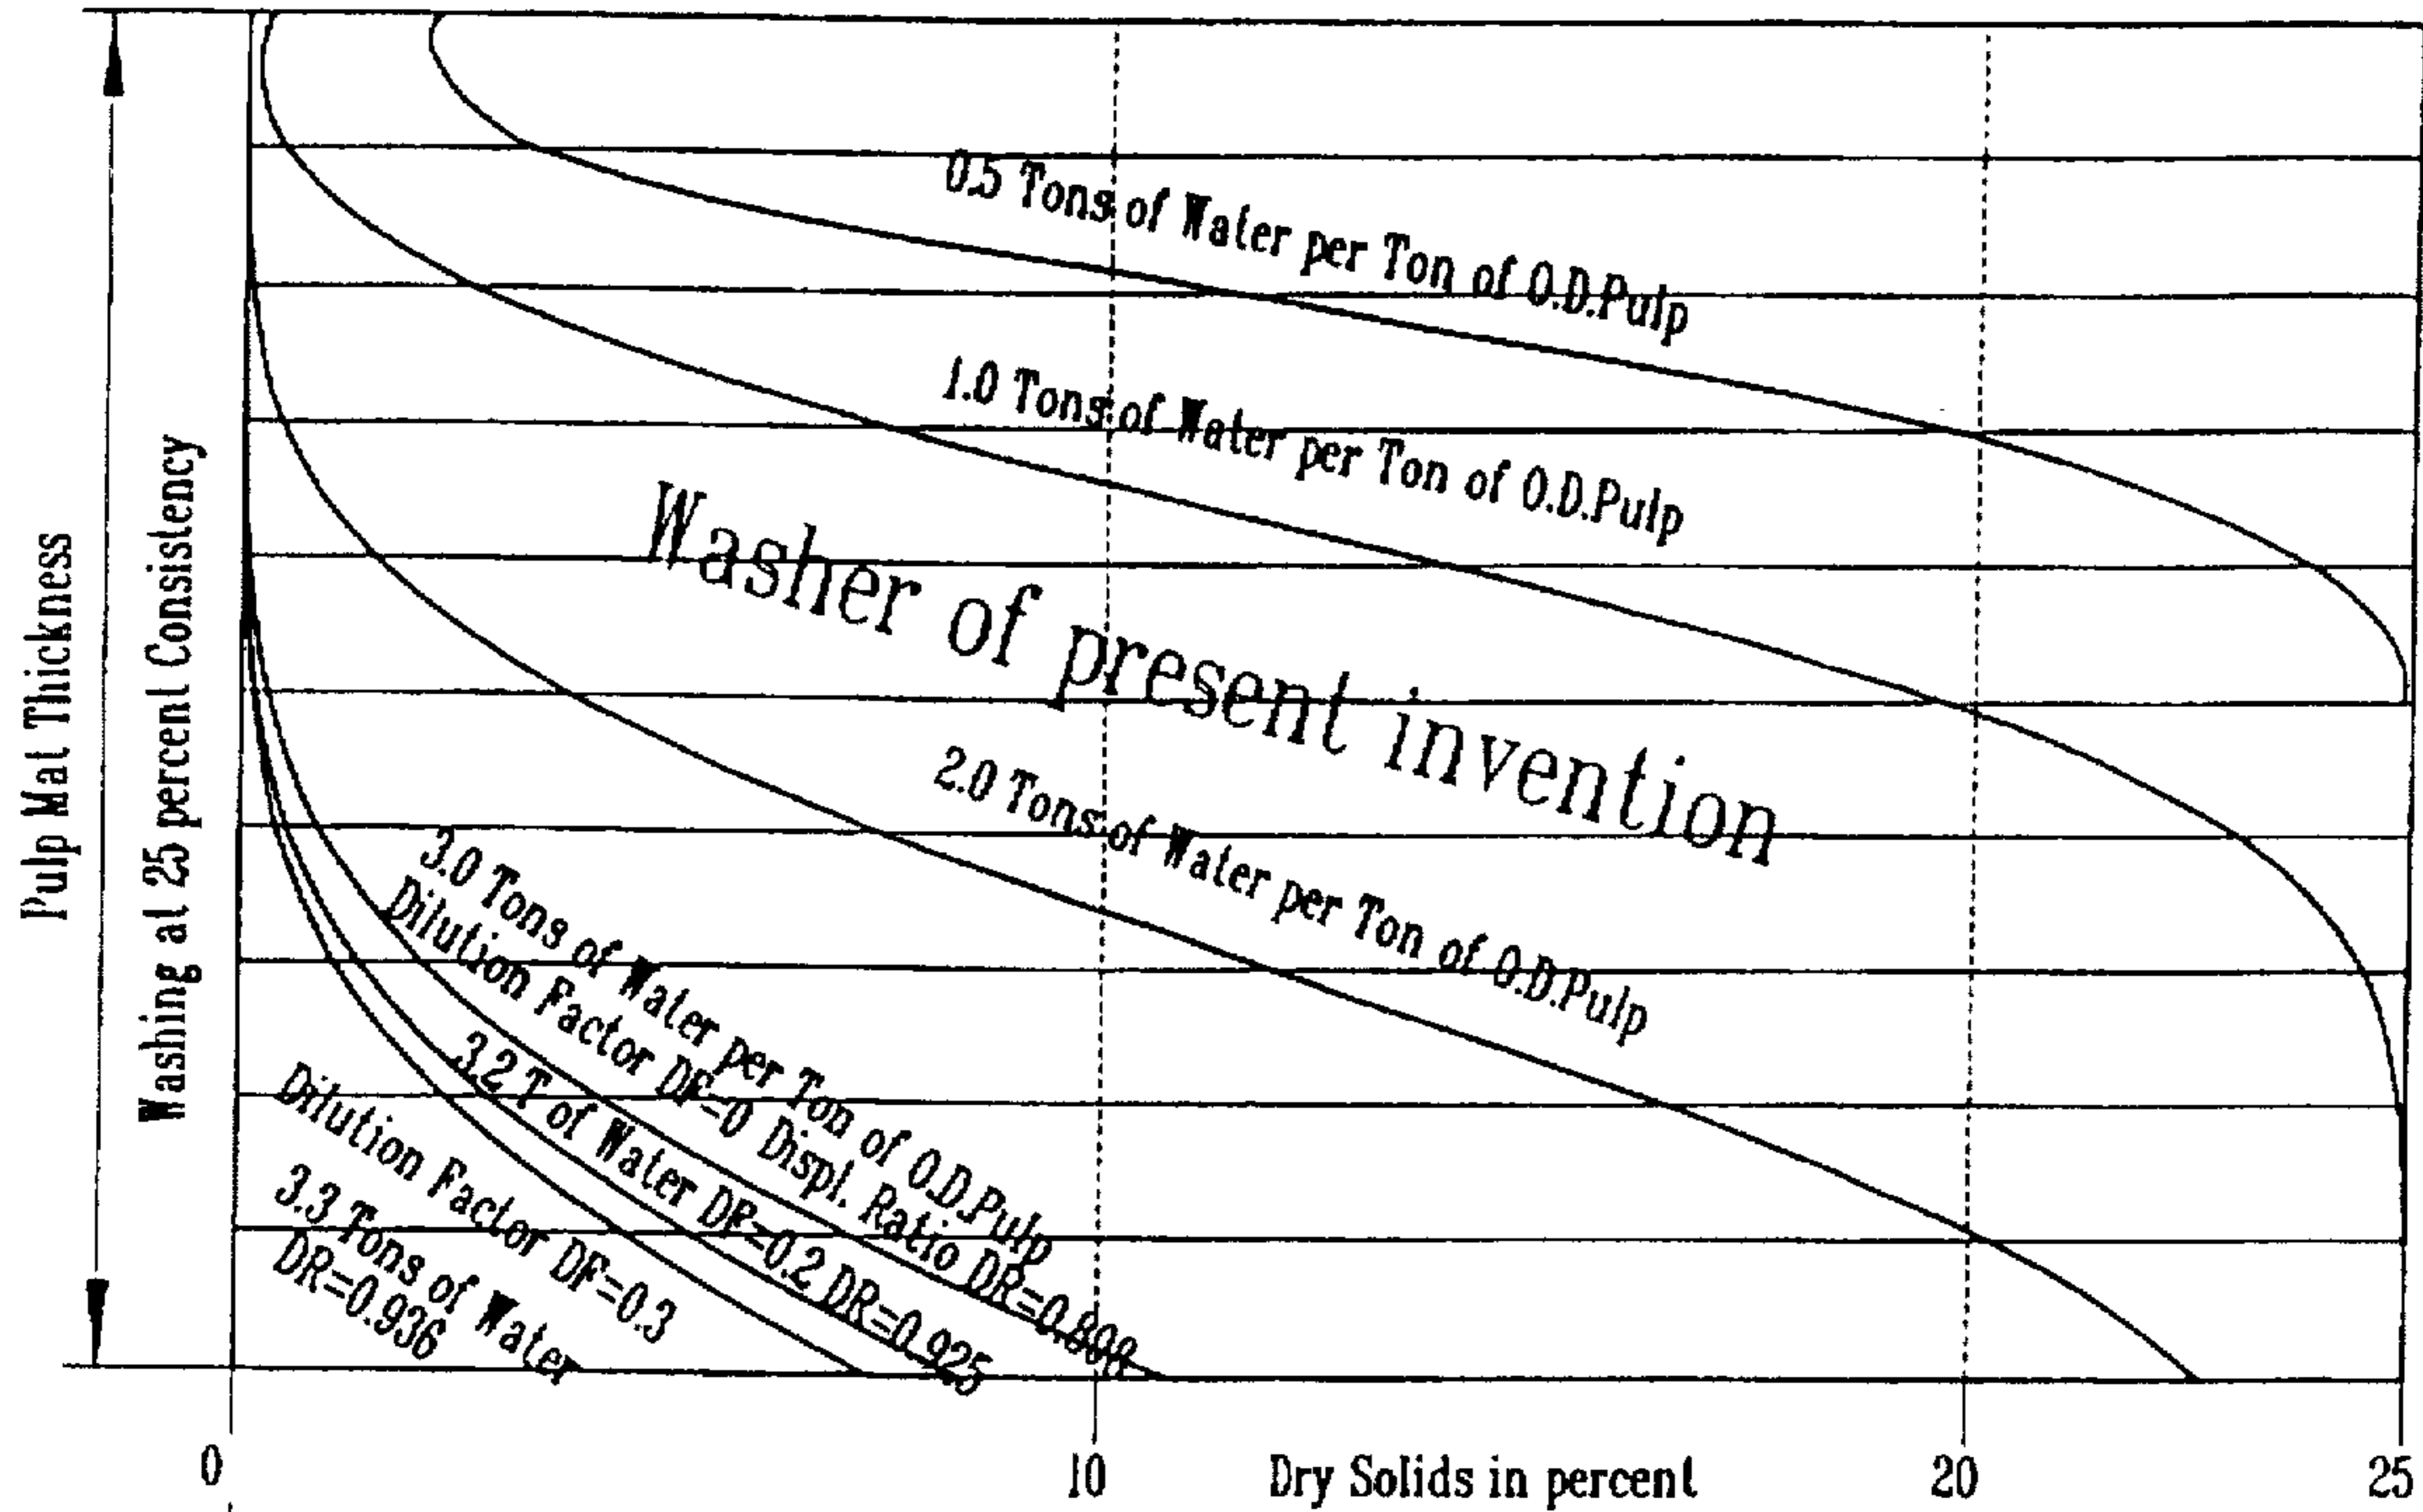 Pulp Mat Thickness
Washing at 25 percent Consistency
0.5 Tons of Water per Ton of O.D.Pulp
1.0 Tons of Water per Ton of O.D.Pulp
Washer of present invention
2.0 Tons of Water per Ton of O.D.Pulp
3.0 Tons of Water per Ton of O.D.Pulp
Dilution Factor DF=0 Displ. Ratio DR=0.898
3.2 T of Water DF=0.2 DR=0.925
Dilution Factor DF=0.3
3.3 Tons of Water
DR=0.936
0 10 Dry Solids in percent 20 25